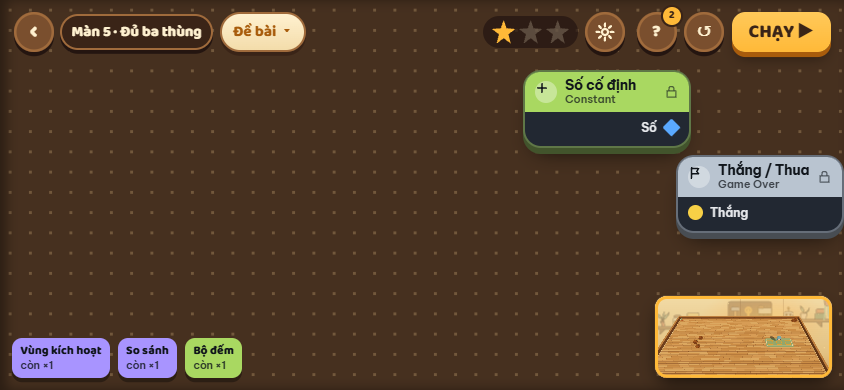 Màn 5 · Đủ ba thùng
Đề bài
?
2
CHẠY
Số cố định
Constant
Số
Thắng / Thua
Game Over
Thắng
Vùng kích hoạt
còn ×1
So sánh
còn ×1
Bộ đếm
còn ×1